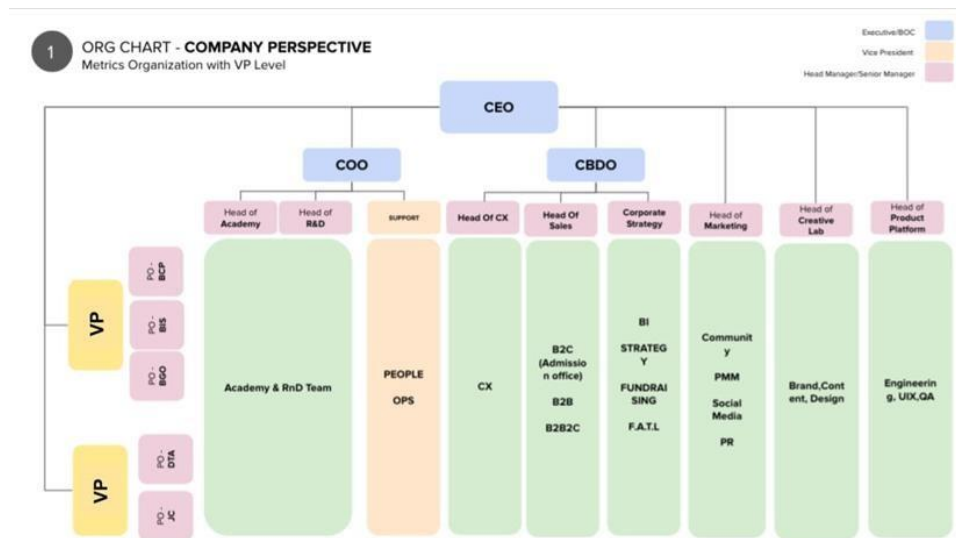 1
ORG CHART - COMPANY PERSPECTIVE
Metrics Organization with VP Level
Executive/BOC
Vice President
Head Manager/Senior Manager
CEO
COO
CBDO
Head of
Academy
Head of
R&D
SUPPORT
Head Of CX
Head Of
Sales
Corporate
Strategy
Head of
Marketing
Head of
Creative
Lab
Head of
Product
Platform
VP
PO -
BCP
PO -
BIS
PO -
BGO
VP
PO -
DTA
PO -
JC
Academy & RnD Team
PEOPLE
OPS
CX
B2C
(Admissio
n office)
B2B
B2B2C
BI
STRATEG
Y
FUNDRAI
SING
F.A.T.L
Communit
y
PMM
Social
Media
PR
Brand,Cont
ent, Design
Engineerin
g, UIX,QA